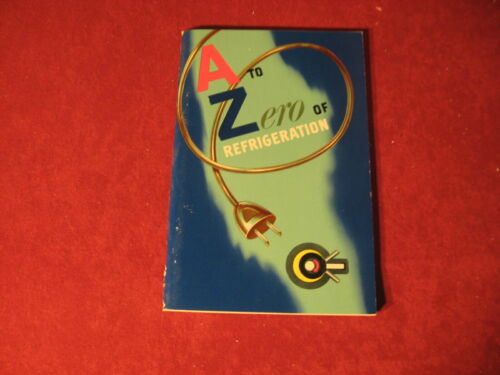 A TO
Zero OF
REFRIGERATION